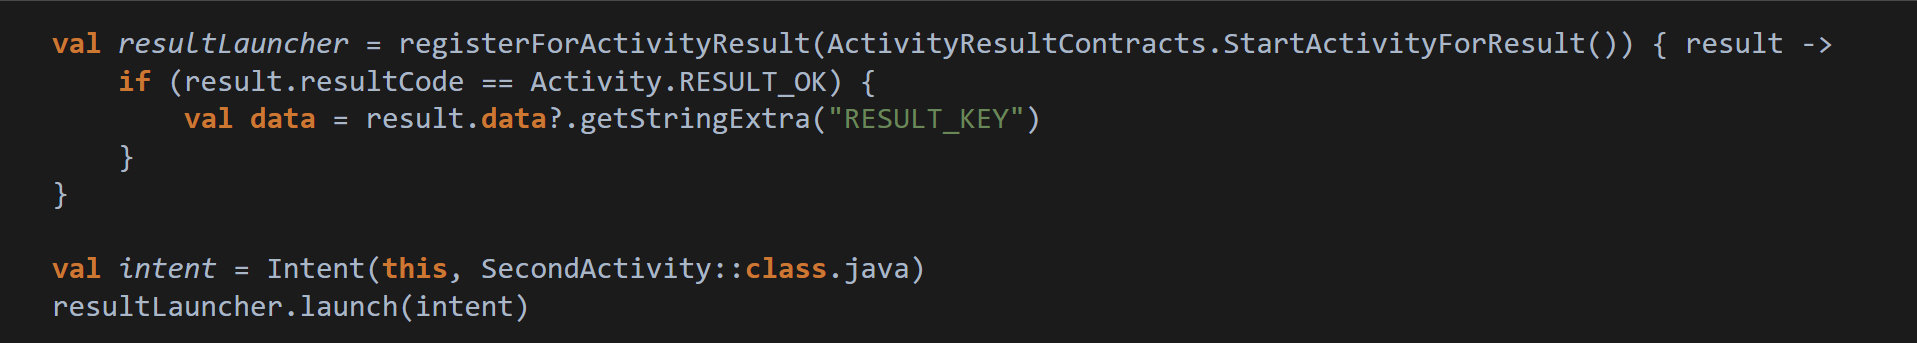 val resultLauncher = registerForActivityResult(ActivityResultContracts.StartActivityForResult()) { result ->
    if (result.resultCode == Activity.RESULT_OK) {
        val data = result.data?.getStringExtra("RESULT_KEY")
    }
}

val intent = Intent(this, SecondActivity::class.java)
resultLauncher.launch(intent)